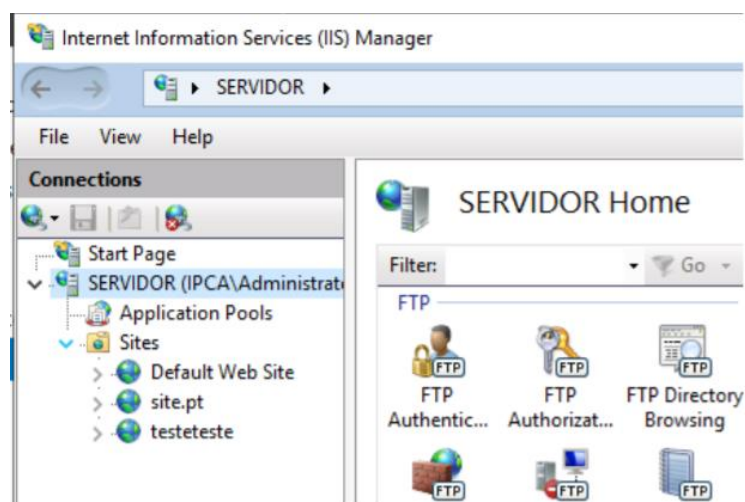 Internet Information Services (IIS) Manager
SERVIDOR
File View Help
Connections
Start Page
SERVIDOR (IPCA\Administrat
Application Pools
Sites
Default Web Site
site.pt
testeteste
SERVIDOR Home
Filter:
Go
FTP
FTP
FTP
FTP
FTP Authentic...
FTP Authorizat...
FTP Directory Browsing
FTP
FTP
FTP